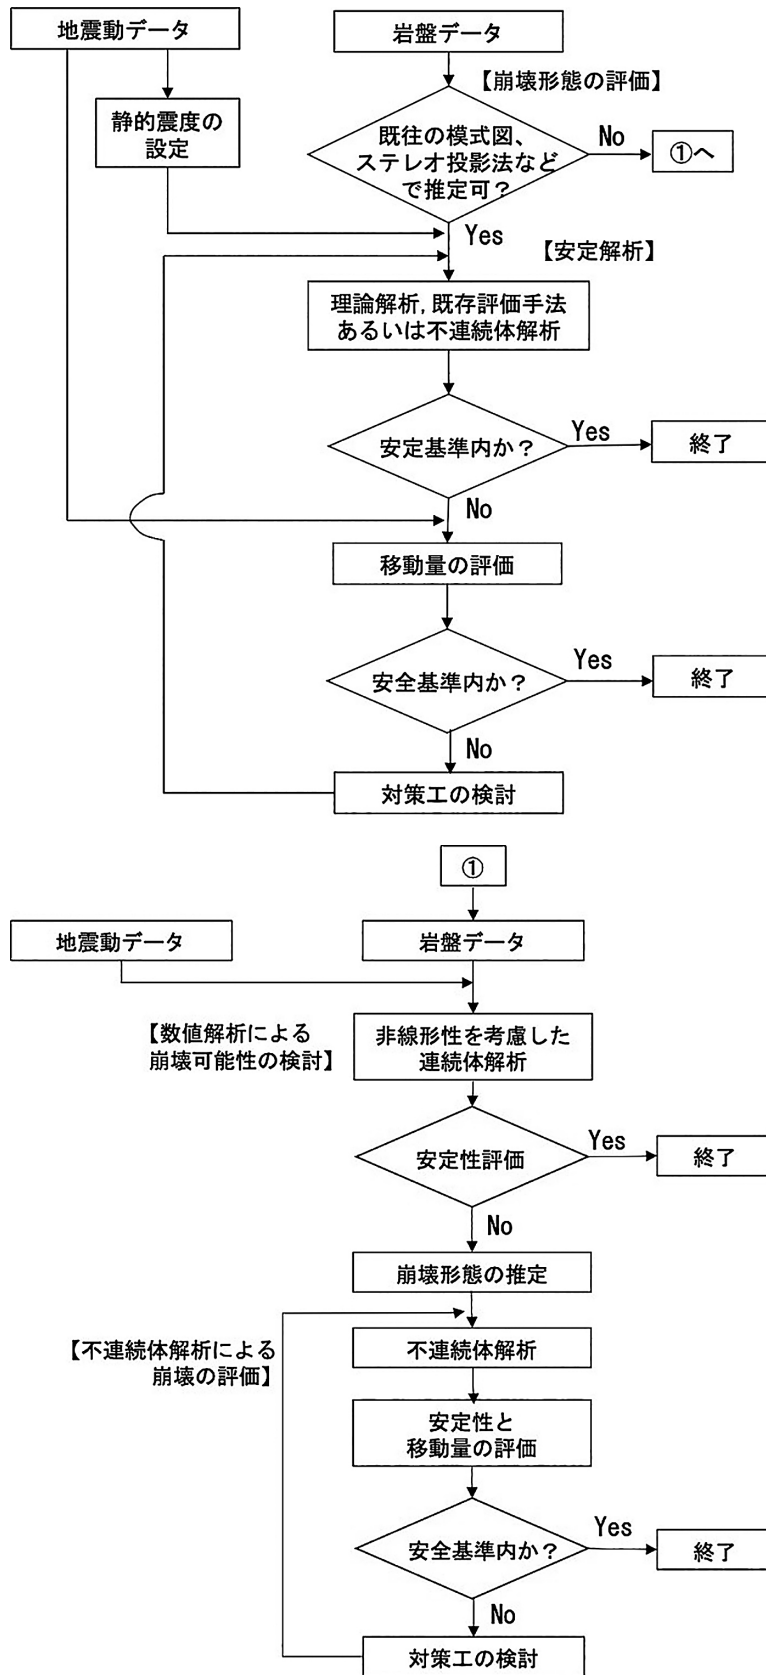 地震動データ
岩盤データ
【崩壊形態の評価】
静的震度の
設定
既往の模式図、
ステレオ投影法など
で推定可？
No
①へ
Yes
【安定解析】
理論解析,既存評価手法
あるいは不連続体解析
安定基準内か？
Yes
終了
No
移動量の評価
安全基準内か？
Yes
終了
No
対策工の検討
①
地震動データ
岩盤データ
【数値解析による
崩壊可能性の検討】
非線形性を考慮した
連続体解析
安定性評価
Yes
終了
No
崩壊形態の推定
【不連続体解析による
崩壊の評価】
不連続体解析
安定性と
移動量の評価
安全基準内か？
Yes
終了
No
対策工の検討